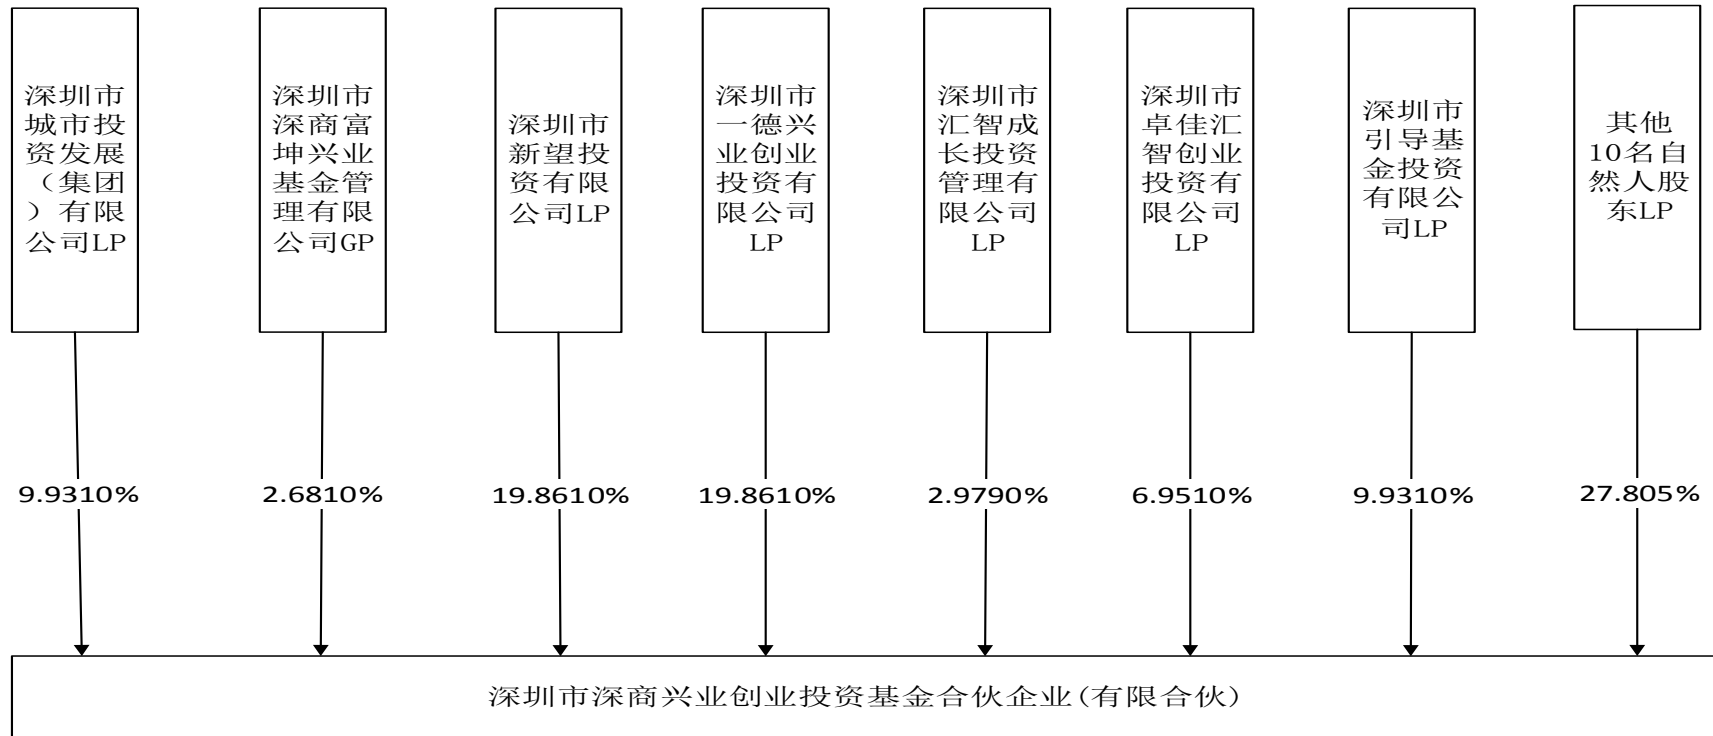 深圳市
城市投
资发展
（集团
）有限
公司LP
深圳市
深商富
坤兴业
基金管
理有限
公司GP
深圳市
新望投
资有限
公司LP
深圳市
一德兴
业创业
投资有
限公司
LP
深圳市
汇智成
长投资
管理有
限公司
LP
深圳市
卓佳汇
智创业
投资有
限公司
LP
深圳市
引导基
金投资
有限公
司LP
其他
10名自
然人股
东LP
9.9310%
2.6810%
19.8610%
19.8610%
2.9790%
6.9510%
9.9310%
27.805%
深圳市深商兴业创业投资基金合伙企业(有限合伙)